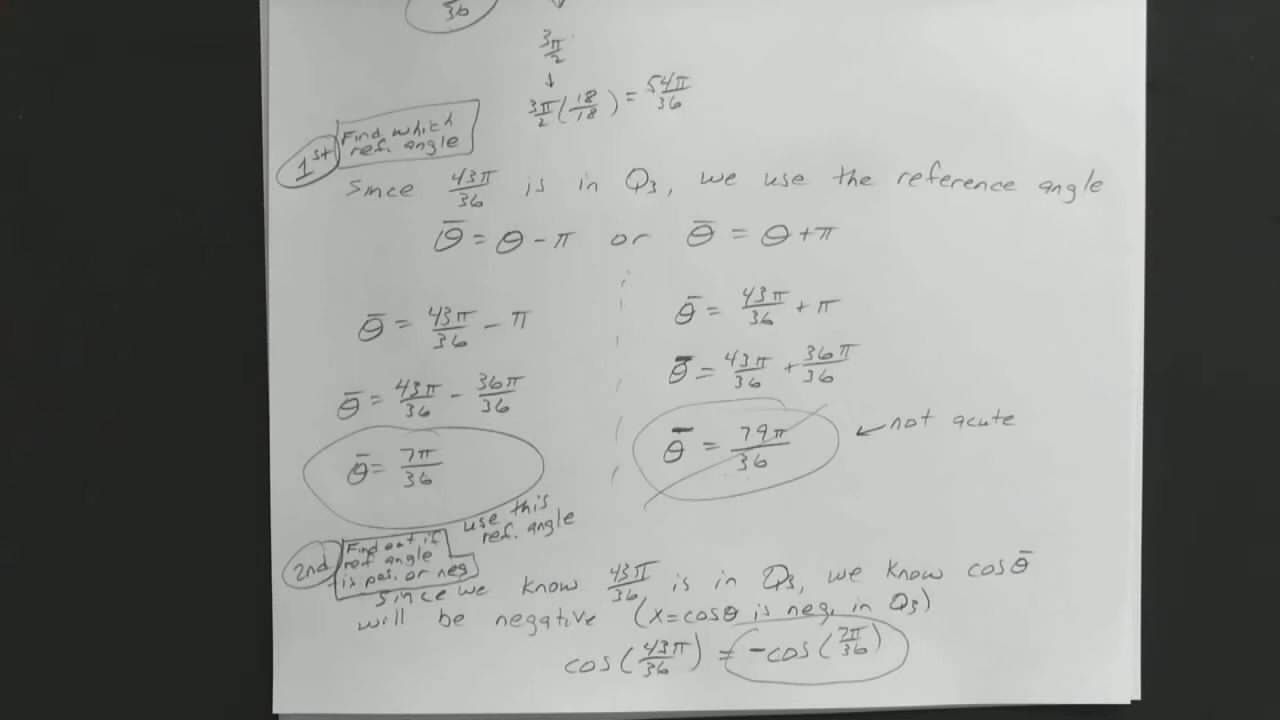 36
3π/2
↓
3π/2 (18/18) = 54π/36
1st Find which
ref. angle
Since 43π/36 is in Q3, we use the reference angle
θ̄ = θ - π or θ̄ = θ + π
θ̄ = 43π/36 - π
θ̄ = 43π/36 - 36π/36
θ̄ = 7π/36
use this
ref. angle
θ̄ = 43π/36 + π
θ̄ = 43π/36 + 36π/36
θ̄ = 79π/36 ← not acute
2nd Find out if
ref angle
is pos. or neg
Since we know 43π/36 is in Q3, we know cos θ̄
will be negative (x=cosθ is neg. in Q3)
cos(43π/36) = -cos(7π/36)